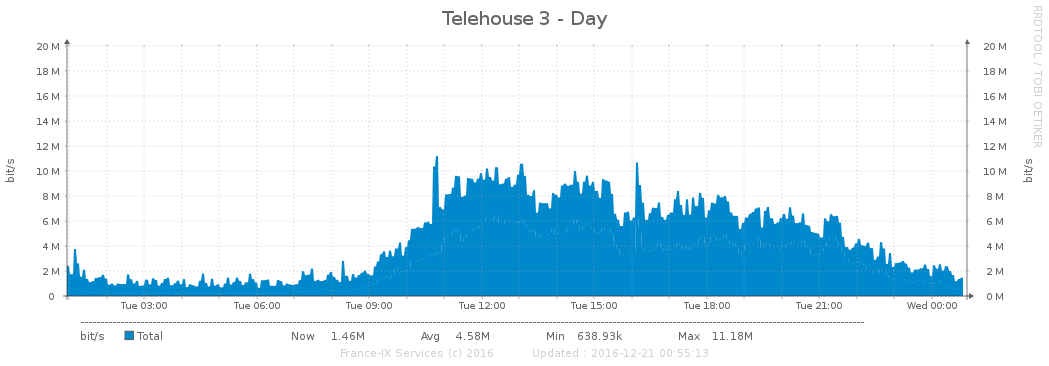 Telehouse 3 - Day
RRDTOOL / TOBI OETIKER
20 M 20 M
18 M 18 M
16 M 16 M
14 M 14 M
12 M 12 M
10 M 10 M
8 M 8 M
6 M 6 M
4 M 4 M
2 M 2 M
0 0 M
bit/s bit/s
Tue 03:00 Tue 06:00 Tue 09:00 Tue 12:00 Tue 15:00 Tue 18:00 Tue 21:00 Wed 00:00
bit/s Total Now 1.46M Avg 4.58M Min 638.93k Max 11.18M
France-IX Services (c) 2016 Updated : 2016-12-21 00:55:13